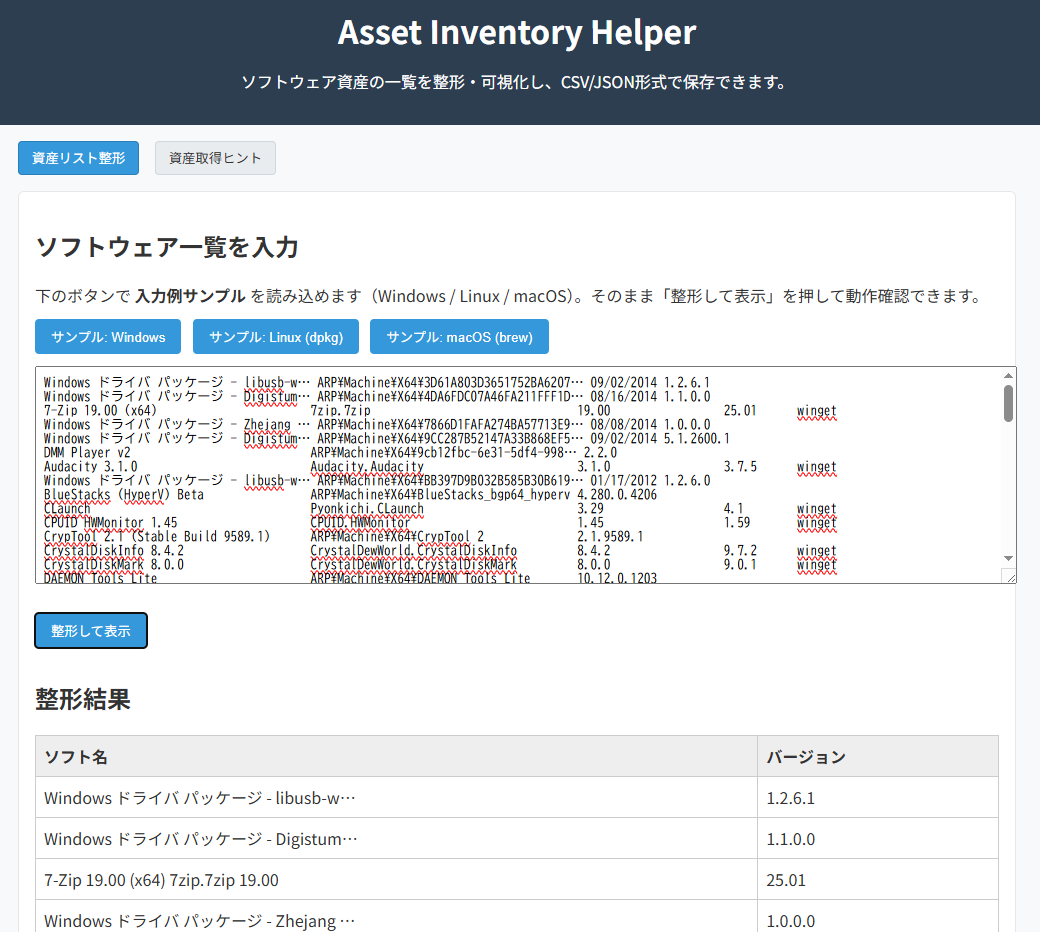 Asset Inventory Helper
ソフトウェア資産の一覧を整形・可視化し、CSV/JSON形式で保存できます。
資産リスト整形 資産取得ヒント
ソフトウェア一覧を入力
下のボタンで 入力例サンプル を読み込めます（Windows / Linux / macOS）。そのまま「整形して表示」を押して動作確認できます。
サンプル: Windows サンプル: Linux (dpkg) サンプル: macOS (brew)
Windows ドライバ パッケージ - libusb-w… ARP¥Machine¥X64¥3D61A803D3651752BA6207… 09/02/2014 1.2.6.1
Windows ドライバ パッケージ - Digistum… ARP¥Machine¥X64¥4DA6FDC07A46FA211FFF1D… 08/16/2014 1.1.0.0
7-Zip 19.00 (x64) 7zip.7zip 19.00 25.01 winget
Windows ドライバ パッケージ - Zhejang … ARP¥Machine¥X64¥7866D1FAFA274BA57713E9… 08/08/2014 1.0.0.0
Windows ドライバ パッケージ - Digistum… ARP¥Machine¥X64¥9CC287B52147A33B868EF5… 09/02/2014 5.1.2600.1
DMM Player v2 ARP¥Machine¥X64¥9cb12fbc-6e31-5df4-998… 2.2.0
Audacity 3.1.0 Audacity.Audacity 3.1.0 3.7.5 winget
Windows ドライバ パッケージ - libusb-w… ARP¥Machine¥X64¥BB397D9B032B585B30B619… 01/17/2012 1.2.6.0
BlueStacks (HyperV) Beta ARP¥Machine¥X64¥BlueStacks_bgp64_hyperv 4.280.0.4206
CLaunch Pyonkichi.CLaunch 3.29 4.1 winget
CPUID HWMonitor 1.45 CPUID.HWMonitor 1.45 1.59 winget
CrypTool 2.1 (Stable Build 9589.1) ARP¥Machine¥X64¥CrypTool 2 2.1.9589.1
CrystalDiskInfo 8.4.2 CrystalDewWorld.CrystalDiskInfo 8.4.2 9.7.2 winget
CrystalDiskMark 8.0.0 CrystalDewWorld.CrystalDiskMark 8.0.0 9.0.1 winget
DAEMON Tools Lite ARP¥Machine¥X64¥DAEMON Tools Lite 10.12.0.1203
整形して表示
整形結果
ソフト名 バージョン
Windows ドライバ パッケージ - libusb-w… 1.2.6.1
Windows ドライバ パッケージ - Digistum… 1.1.0.0
7-Zip 19.00 (x64) 7zip.7zip 19.00 25.01
Windows ドライバ パッケージ - Zhejang … 1.0.0.0